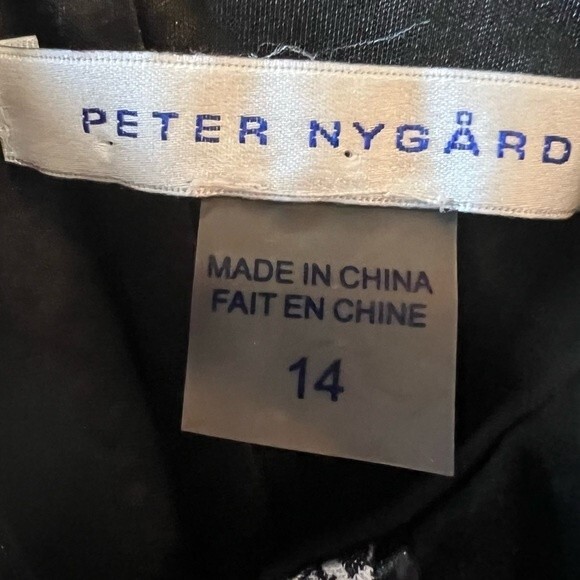 PETER NYGÅRD
MADE IN CHINA
FAIT EN CHINE
14